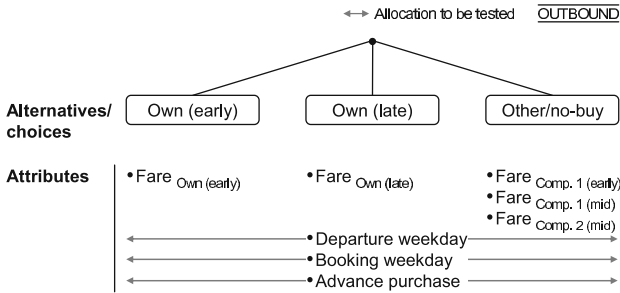 Allocation to be tested OUTBOUND
Alternatives/ choices Own (early) Own (late) Other/no-buy
Attributes •Fare Own (early) •Fare Own (late) •Fare Comp. 1 (early)
•Fare Comp. 1 (mid)
•Fare Comp. 2 (mid)
•Departure weekday
•Booking weekday
•Advance purchase